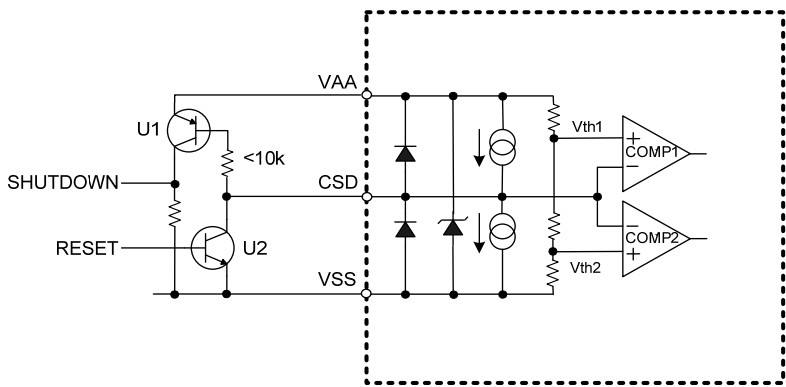 VAA
U1
Vth1
+
COMP1
−
<10k
SHUTDOWN
CSD
−
COMP2
+
RESET
U2
Vth2
VSS